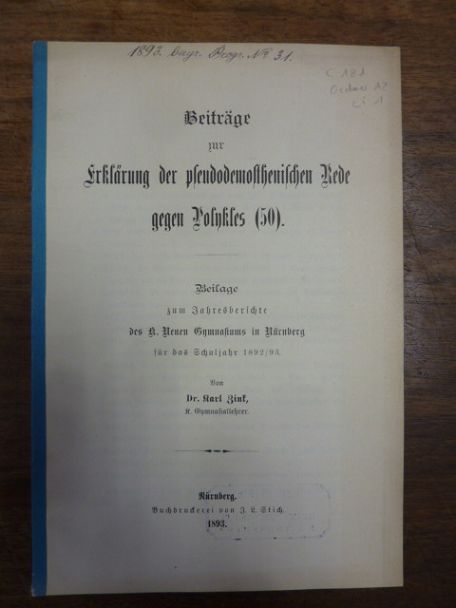 1893. bayr. Progr. Nº 31.
C 181
Beiträge
zur
Erklärung der pseudodemosthenischen Rede
gegen Polykles (50).
Beilage
zum Jahresberichte
des K. Neuen Gymnasiums in Nürnberg
für das Schuljahr 1892/93.
Von
Dr. Karl Zink,
K. Gymnasiallehrer.
Nürnberg.
Buchdruckerei von J. L. Stich.
1893.